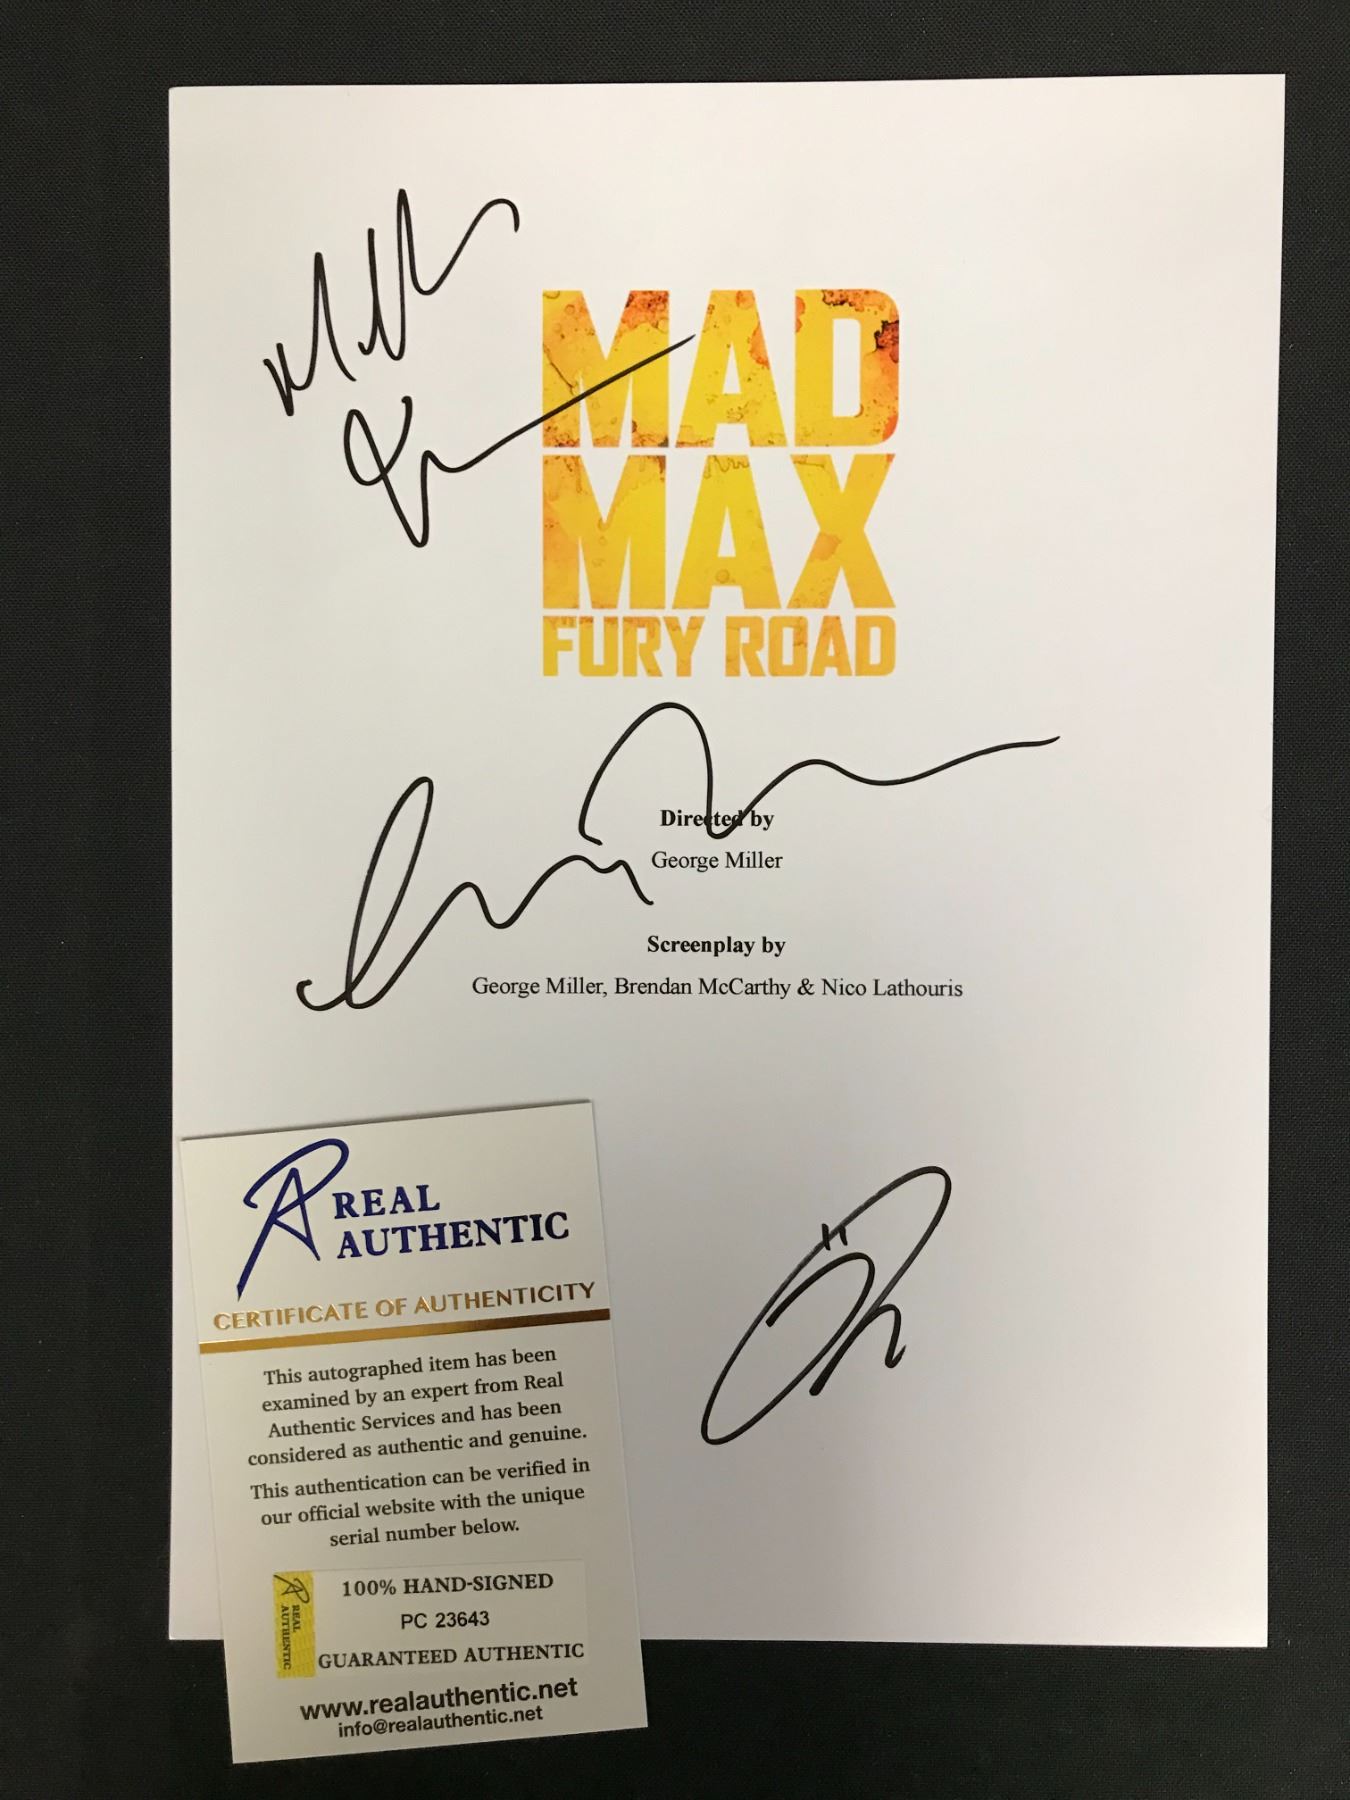 MAD
MAX
FURY ROAD
Directed by
George Miller
Screenplay by
George Miller, Brendan McCarthy & Nico Lathouris
REAL
AUTHENTIC
CERTIFICATE OF AUTHENTICITY
This autographed item has been
examined by an expert from Real
Authentic Services and has been
considered as authentic and genuine.
This authentication can be verified in
our official website with the unique
serial number below.
REAL
AUTHENTIC
100% HAND-SIGNED
PC 23643
GUARANTEED AUTHENTIC
www.realauthentic.net
info@realauthentic.net